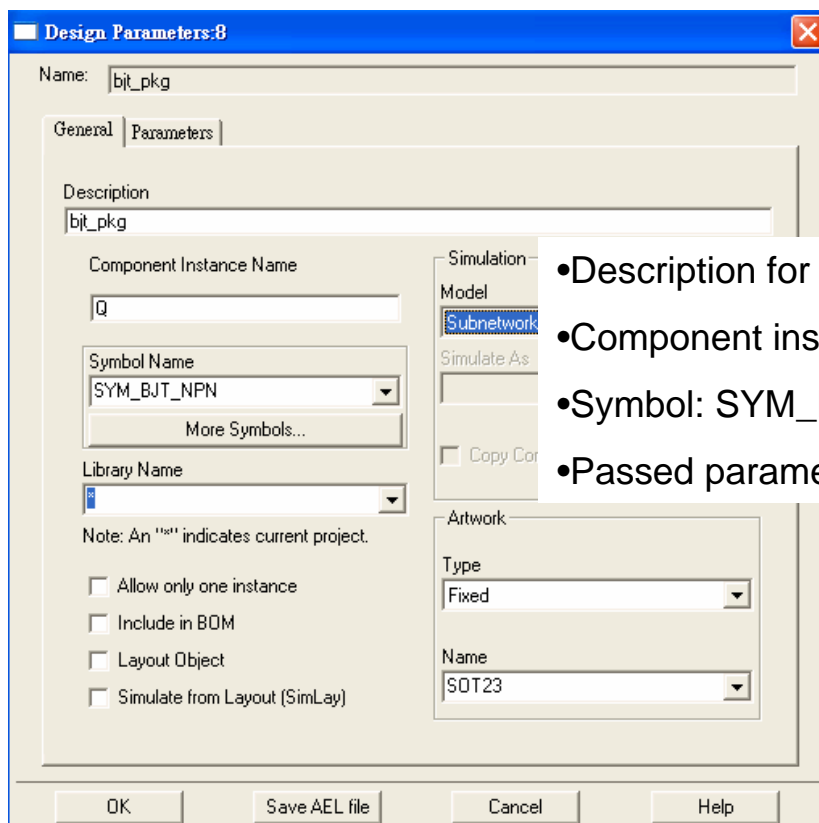 Design Parameters:8
Name: bjt_pkg
General Parameters
Description
bjt_pkg
Component Instance Name
Q
Symbol Name
SYM_BJT_NPN
More Symbols...
Library Name
*
Note: An "*" indicates current project.
Allow only one instance
Include in BOM
Layout Object
Simulate from Layout (SimLay)
Simulation
Model
Subnetwork
Simulate As
Copy Cor
•Description for
•Component ins
•Symbol: SYM_
•Passed parame
Artwork
Type
Fixed
Name
SOT23
OK Save AEL file Cancel Help